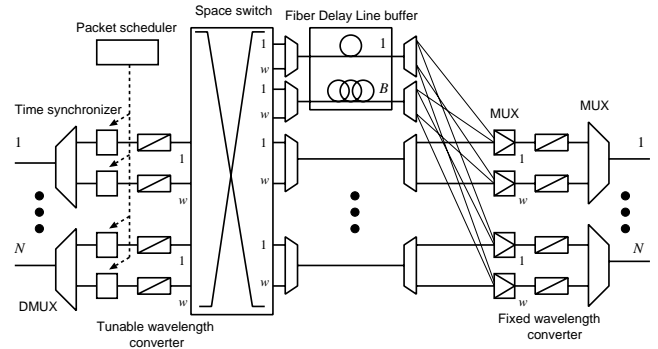 Packet scheduler
Space switch
Fiber Delay Line buffer
Time synchronizer
MUX
MUX
DMUX
Tunable wavelength
converter
Fixed wavelength
converter
1
N
1
w
1
w
1
w
1
w
1
w
1
w
1
B
1
w
1
w
1
N